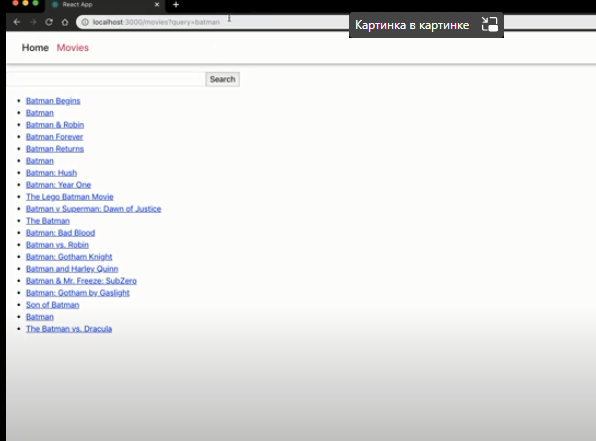 React App
localhost:3000/movies?query=batman
Картинка в картинке
Home Movies
Search
Batman Begins
Batman
Batman & Robin
Batman Forever
Batman Returns
Batman
Batman: Hush
Batman: Year One
The Lego Batman Movie
Batman v Superman: Dawn of Justice
The Batman
Batman: Bad Blood
Batman vs. Robin
Batman: Gotham Knight
Batman and Harley Quinn
Batman & Mr. Freeze: SubZero
Batman: Gotham by Gaslight
Son of Batman
Batman
The Batman vs. Dracula